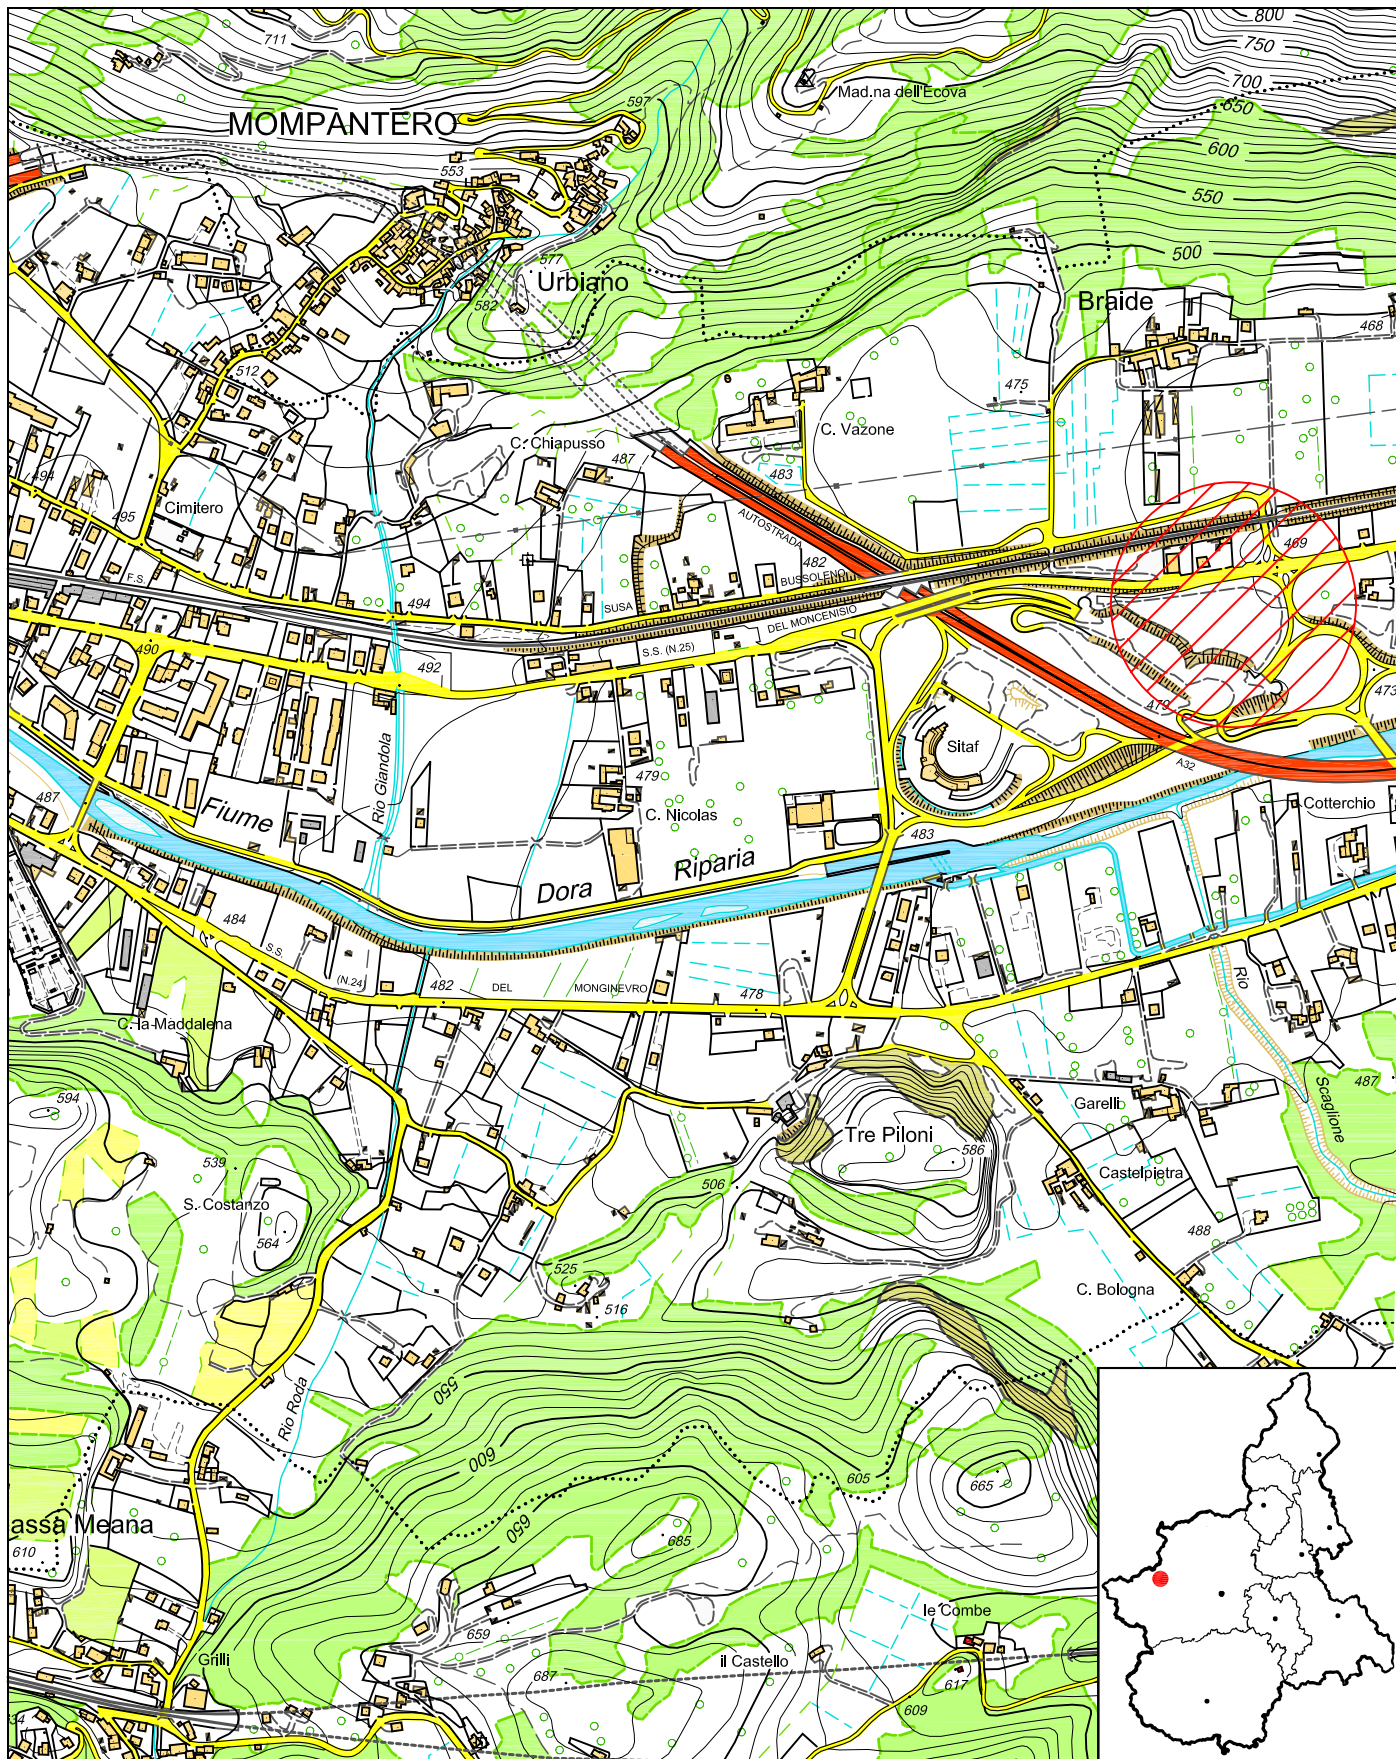 800
711
750
Mad.na dell'Ecova
700
597
650
MOMPANTERO
600
553
550
500
577
Urbiano
582
Braide
468
512
475
C. Vazone
C. Chiapusso
487
494
483
Cimitero
495
AUTOSTRADA
469
482
F.S.
BUSSOLENO
494
SUSA
DEL MONCENISIO
490
S.S. (N.25)
492
473
479
Sitaf
Rio Giandola
A32
479
487
Cotterchio
Fiume
C. Nicolas
483
Riparia
Dora
484
S.S.
Rio
(N.24)
482
DEL
MONGINEVRO
478
C. la Maddalena
487
594
Garelli
Scaglione
Tre Piloni
586
539
Castelpietra
506
S. Costanzo
488
564
525
C. Bologna
516
550
Rio Roda
600
605
665
650
assa Meana
685
610
le Combe
659
Grilli
il Castello
687
617
609
634